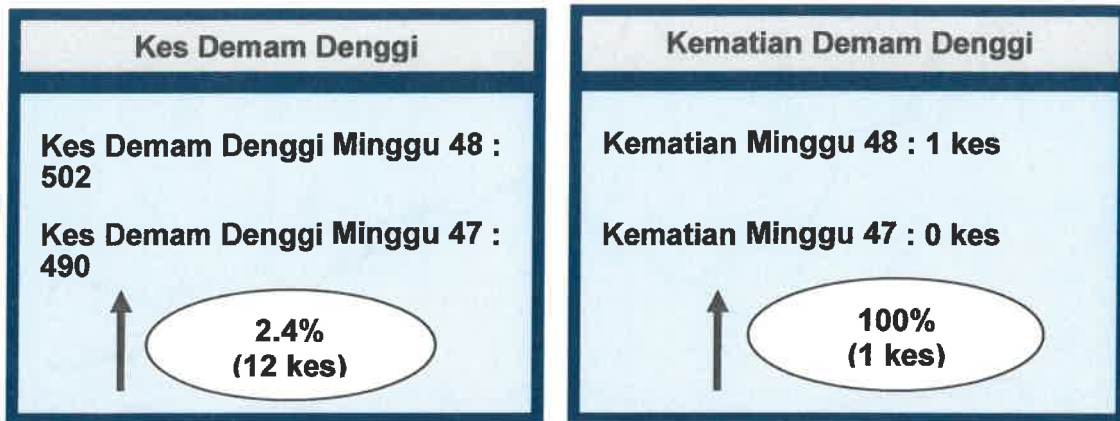 Kes Demam Denggi
Kes Demam Denggi Minggu 48 :
502
Kes Demam Denggi Minggu 47 :
490
2.4%
(12 kes)
Kematian Demam Denggi
Kematian Minggu 48 : 1 kes
Kematian Minggu 47 : 0 kes
100%
(1 kes)